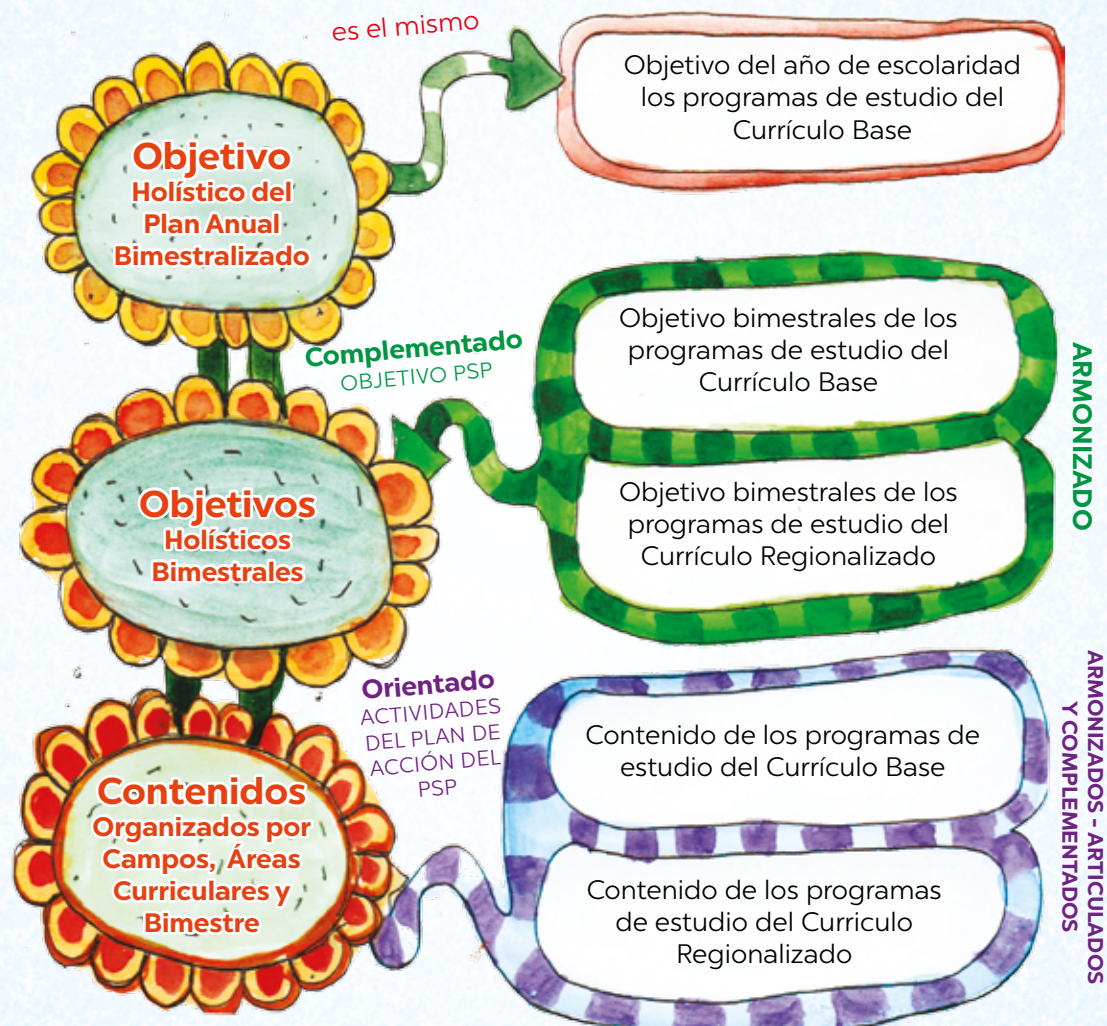 es el mismo
Objetivo
Holístico del
Plan Anual
Bimestralizado
Objetivo del año de escolaridad
los programas de estudio del
Currículo Base
Complementado
OBJETIVO PSP
Objetivos
Holísticos
Bimestrales
Objetivo bimestrales de los
programas de estudio del
Currículo Base
Objetivo bimestrales de los
programas de estudio del
Currículo Regionalizado
ARMONIZADO
Orientado
ACTIVIDADES
DEL PLAN DE
ACCIÓN DEL
PSP
Contenidos
Organizados por
Campos, Áreas
Curriculares y
Bimestre
Contenido de los programas de
estudio del Currículo Base
Contenido de los programas
de estudio del Curriculo
Regionalizado
ARMONIZADOS - ARTICULADOS
Y COMPLEMENTADOS